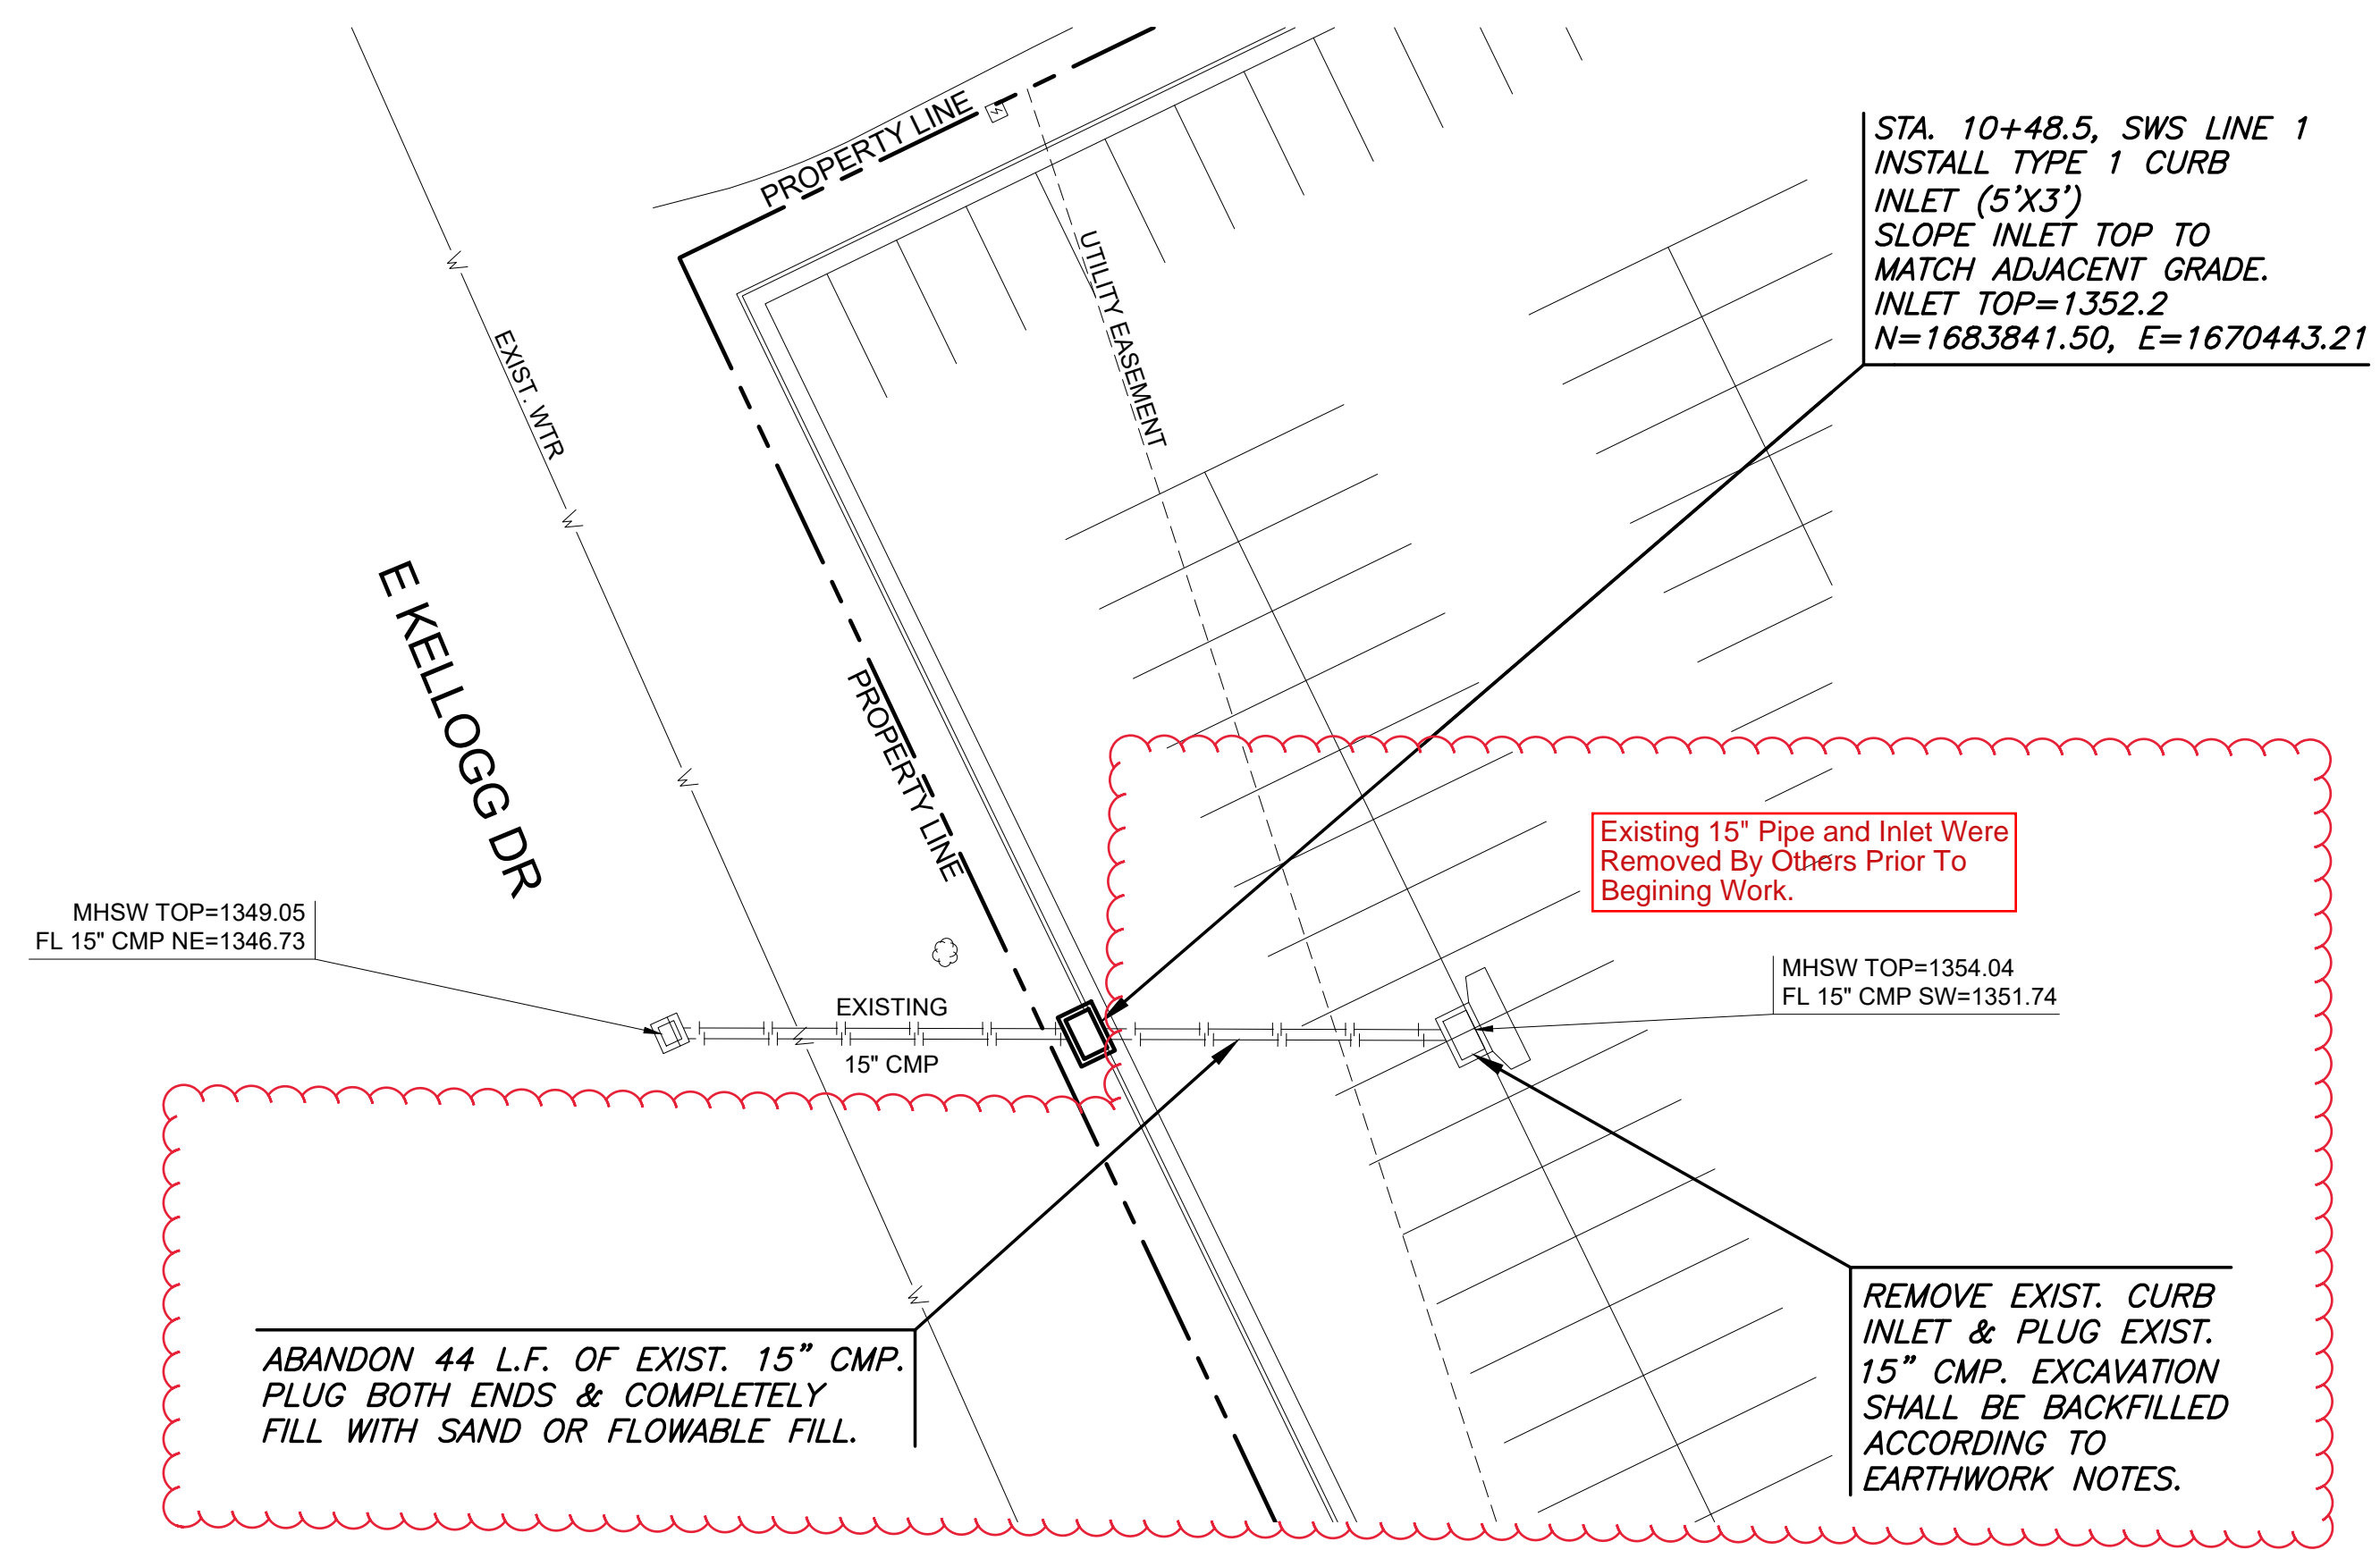 PROPERTY LINE
W
STA. 10+48.5, SWS LINE 1
INSTALL TYPE 1 CURB
INLET (5'X3')
SLOPE INLET TOP TO
MATCH ADJACENT GRADE.
INLET TOP=1352.2
N=1683841.50, E=1670443.21
W
UTILITY EASEMENT
EXIST. WTR
W
E KELLOGG DR
PROPERTY LINE
W
Existing 15" Pipe and Inlet Were
Removed By Others Prior To
Begining Work.
MHSW TOP=1349.05
FL 15" CMP NE=1346.73
MHSW TOP=1354.04
FL 15" CMP SW=1351.74
EXISTING
W
15" CMP
W
ABANDON 44 L.F. OF EXIST. 15" CMP.
PLUG BOTH ENDS & COMPLETELY
FILL WITH SAND OR FLOWABLE FILL.
REMOVE EXIST. CURB
INLET & PLUG EXIST.
15" CMP. EXCAVATION
SHALL BE BACKFILLED
ACCORDING TO
EARTHWORK NOTES.